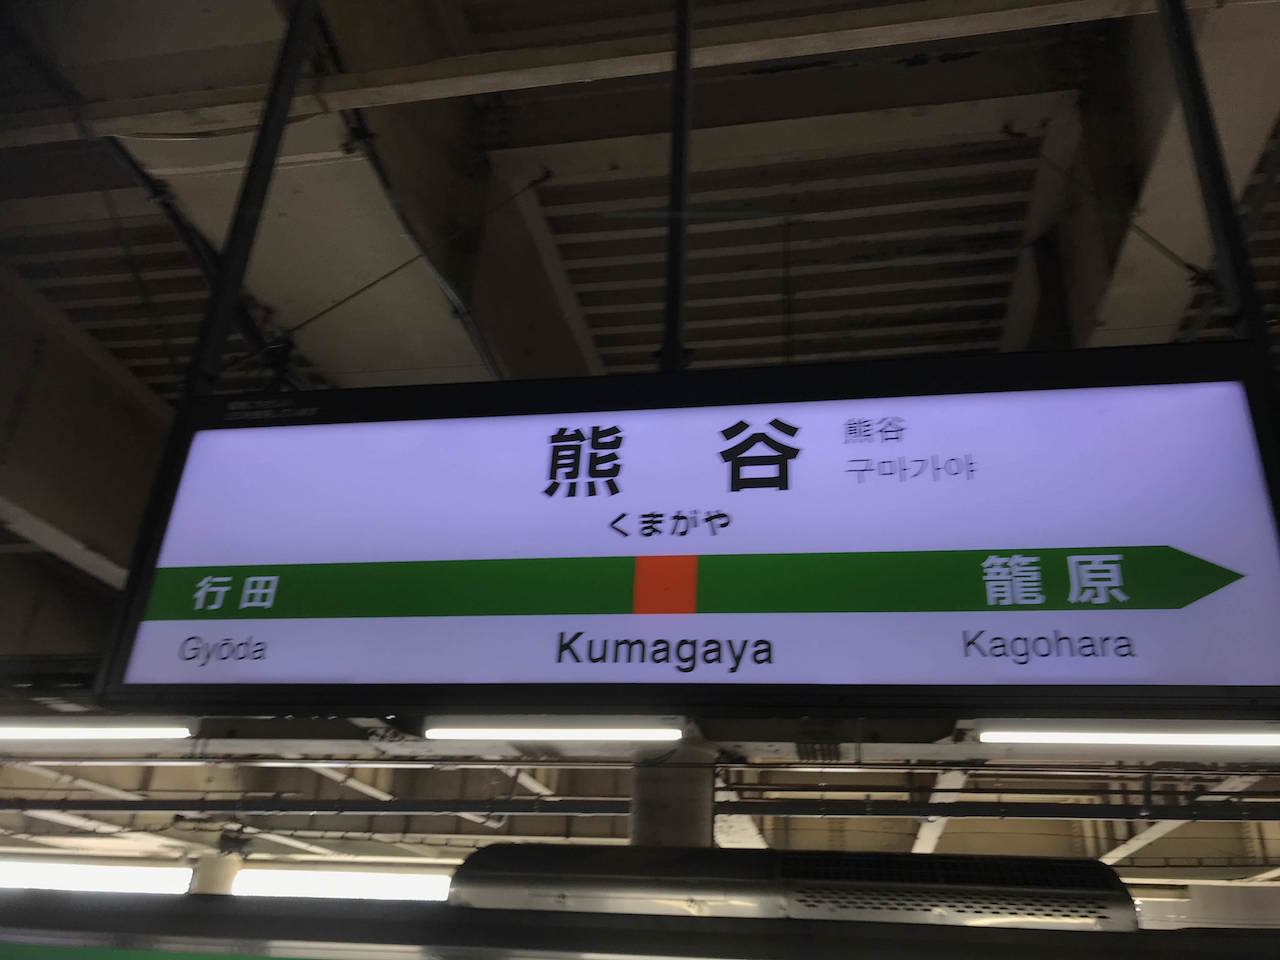 熊谷
熊谷
구마가야
くまがや
行田
籠原
Gyōda
Kumagaya
Kagohara